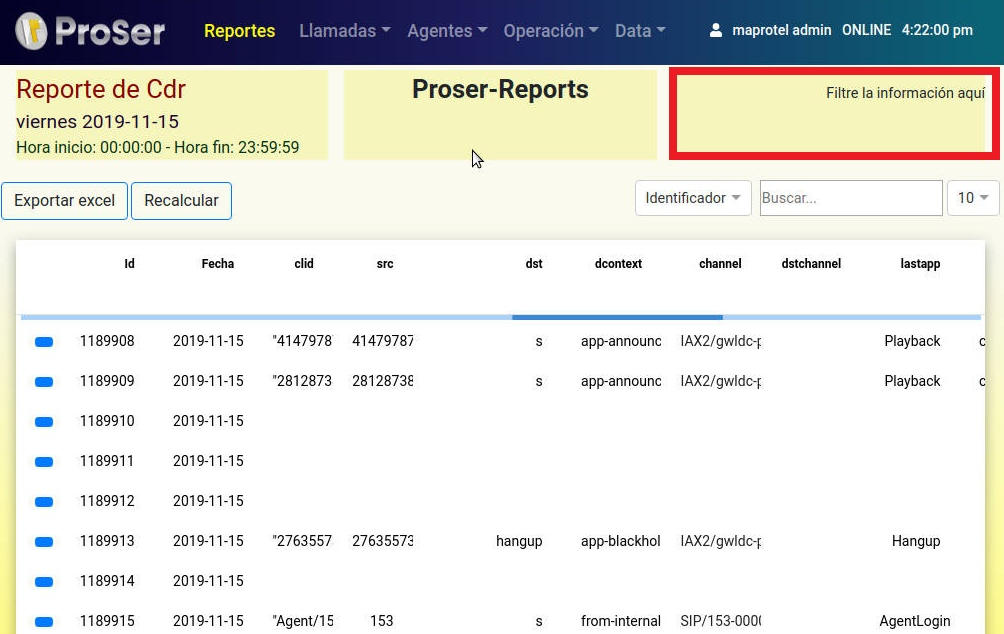 ProSer Reportes Llamadas Agentes Operación Data maprotel admin ONLINE 4:22:00 pm
Reporte de Cdr
viernes 2019-11-15
Hora inicio: 00:00:00 - Hora fin: 23:59:59
Proser-Reports
Filtre la información aquí
Exportar excel Recalcular Identificador Buscar... 10
Id Fecha clid src dst dcontext channel dstchannel lastapp
1189908 2019-11-15 "4147978 41479787 s app-announc IAX2/gwldc-p Playback c
1189909 2019-11-15 "2812873 28128738 s app-announc IAX2/gwldc-p Playback c
1189910 2019-11-15
1189911 2019-11-15
1189912 2019-11-15
1189913 2019-11-15 "2763557 27635573 hangup app-blackhol IAX2/gwldc-p Hangup
1189914 2019-11-15
1189915 2019-11-15 "Agent/15 153 s from-internal SIP/153-0000 AgentLogin